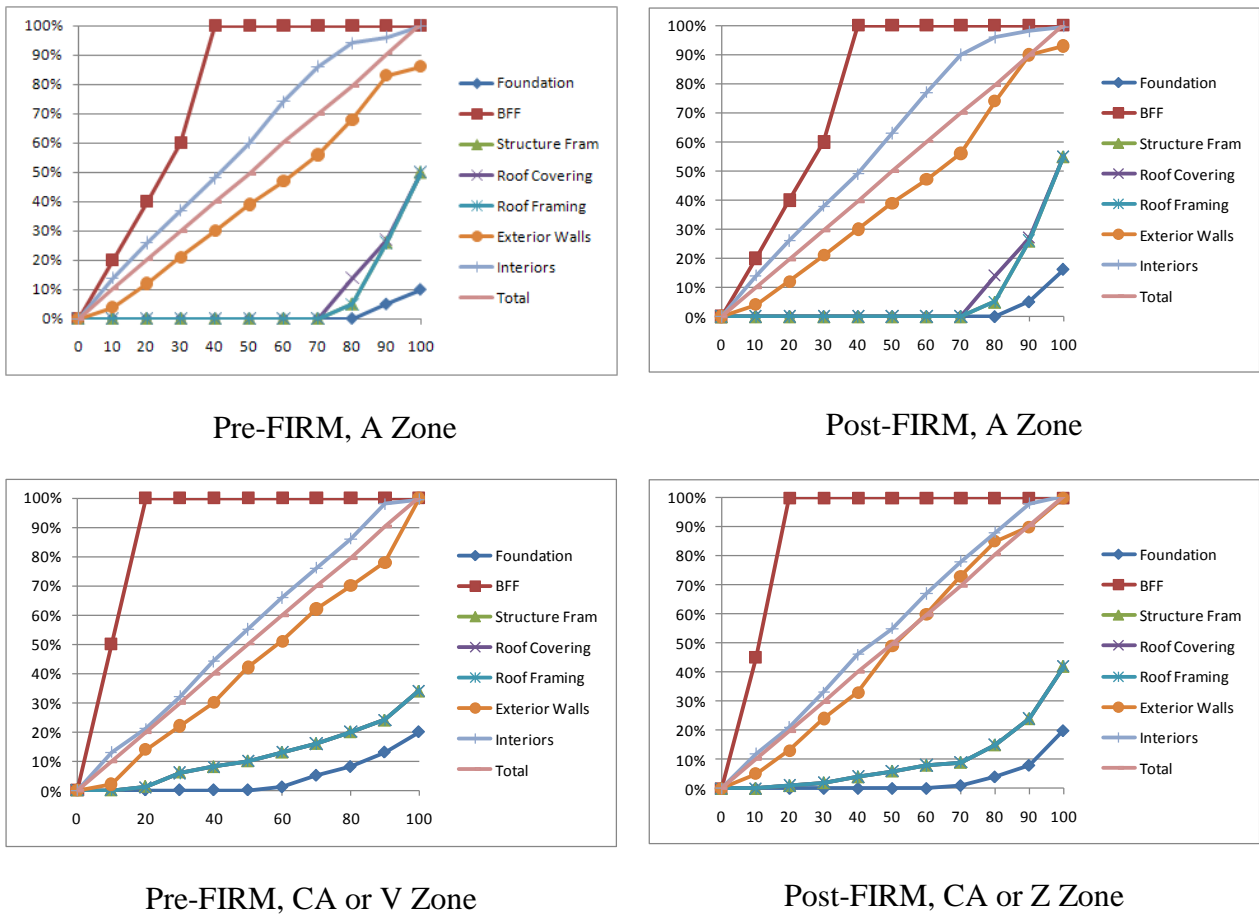 100%
90%
80%
70%
60%
50%
40%
30%
20%
10%
0%
0 10 20 30 40 50 60 70 80 90 100
Foundation
BFF
Structure Fram
Roof Covering
Roof Framing
Exterior Walls
Interiors
Total
Pre-FIRM, A Zone
100%
90%
80%
70%
60%
50%
40%
30%
20%
10%
0%
0 10 20 30 40 50 60 70 80 90 100
Foundation
BFF
Structure Fram
Roof Covering
Roof Framing
Exterior Walls
Interiors
Total
Post-FIRM, A Zone
100%
90%
80%
70%
60%
50%
40%
30%
20%
10%
0%
0 20 40 60 80 100
Foundation
BFF
Structure Fram
Roof Covering
Roof Framing
Exterior Walls
Interiors
Total
Pre-FIRM, CA or V Zone
100%
90%
80%
70%
60%
50%
40%
30%
20%
10%
0%
0 10 20 30 40 50 60 70 80 90 100
Foundation
BFF
Structure Fram
Roof Covering
Roof Framing
Exterior Walls
Interiors
Total
Post-FIRM, CA or Z Zone